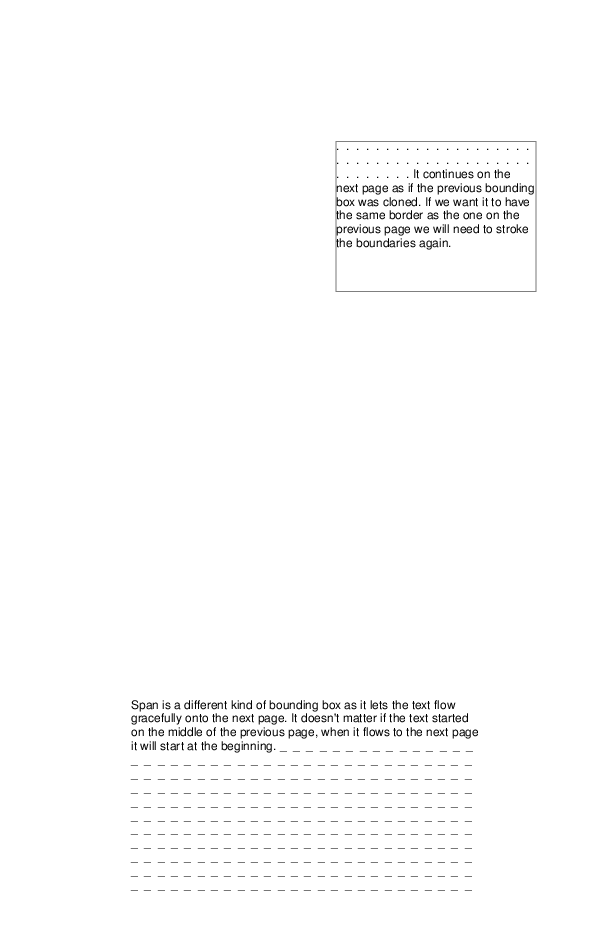 . . . . . . . . . . . . . . . . . . . .
. . . . . . . . . . . . . . . . . . . .
. . . . . . . . It continues on the
next page as if the previous bounding
box was cloned. If we want it to have
the same border as the one on the
previous page we will need to stroke
the boundaries again.
Span is a different kind of bounding box as it lets the text flow
gracefully onto the next page. It doesn't matter if the text started
on the middle of the previous page, when it flows to the next page
it will start at the beginning. _ _ _ _ _ _ _ _ _ _ _ _ _ _ _
_ _ _ _ _ _ _ _ _ _ _ _ _ _ _ _ _ _ _ _ _ _ _ _ _ _
_ _ _ _ _ _ _ _ _ _ _ _ _ _ _ _ _ _ _ _ _ _ _ _ _ _
_ _ _ _ _ _ _ _ _ _ _ _ _ _ _ _ _ _ _ _ _ _ _ _ _ _
_ _ _ _ _ _ _ _ _ _ _ _ _ _ _ _ _ _ _ _ _ _ _ _ _ _
_ _ _ _ _ _ _ _ _ _ _ _ _ _ _ _ _ _ _ _ _ _ _ _ _ _
_ _ _ _ _ _ _ _ _ _ _ _ _ _ _ _ _ _ _ _ _ _ _ _ _ _
_ _ _ _ _ _ _ _ _ _ _ _ _ _ _ _ _ _ _ _ _ _ _ _ _ _
_ _ _ _ _ _ _ _ _ _ _ _ _ _ _ _ _ _ _ _ _ _ _ _ _ _
_ _ _ _ _ _ _ _ _ _ _ _ _ _ _ _ _ _ _ _ _ _ _ _ _ _
_ _ _ _ _ _ _ _ _ _ _ _ _ _ _ _ _ _ _ _ _ _ _ _ _ _